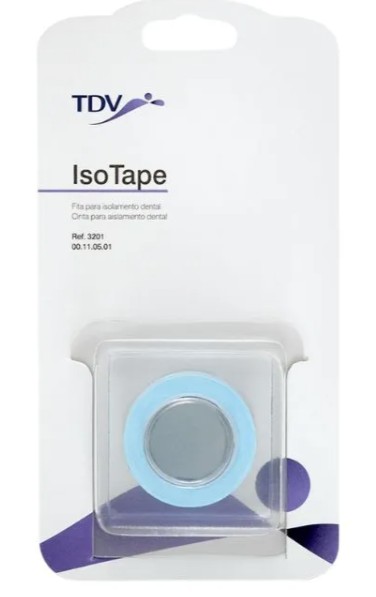 TDV
IsoTape
Fita para isolamento dental
Cinta para aislamiento dental
Ref. 3201
00.11.05.01